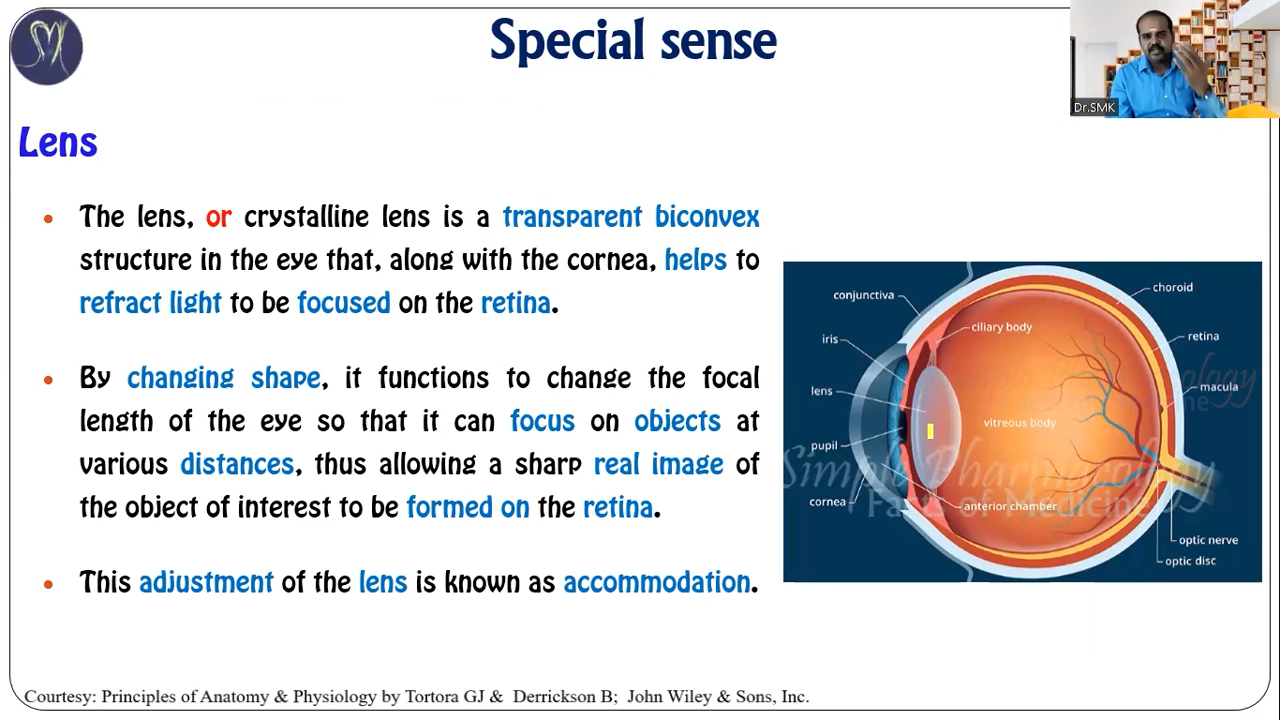 Special sense
Dr.SMK
Lens
• The lens, or crystalline lens is a transparent biconvex
structure in the eye that, along with the cornea, helps to
refract light to be focused on the retina.
• By changing shape, it functions to change the focal
length of the eye so that it can focus on objects at
various distances, thus allowing a sharp real image of
the object of interest to be formed on the retina.
• This adjustment of the lens is known as accommodation.
conjunctiva
iris
lens
pupil
cornea
ciliary body
vitreous body
anterior chamber
choroid
retina
macula
optic nerve
optic disc
Simple Pharmacology
Facts of Medicine
Courtesy: Principles of Anatomy & Physiology by Tortora GJ & Derrickson B; John Wiley & Sons, Inc.